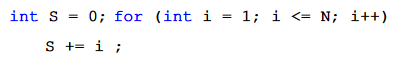 int S = 0; for (int i = 1; i <= N; i++)
S += i ;